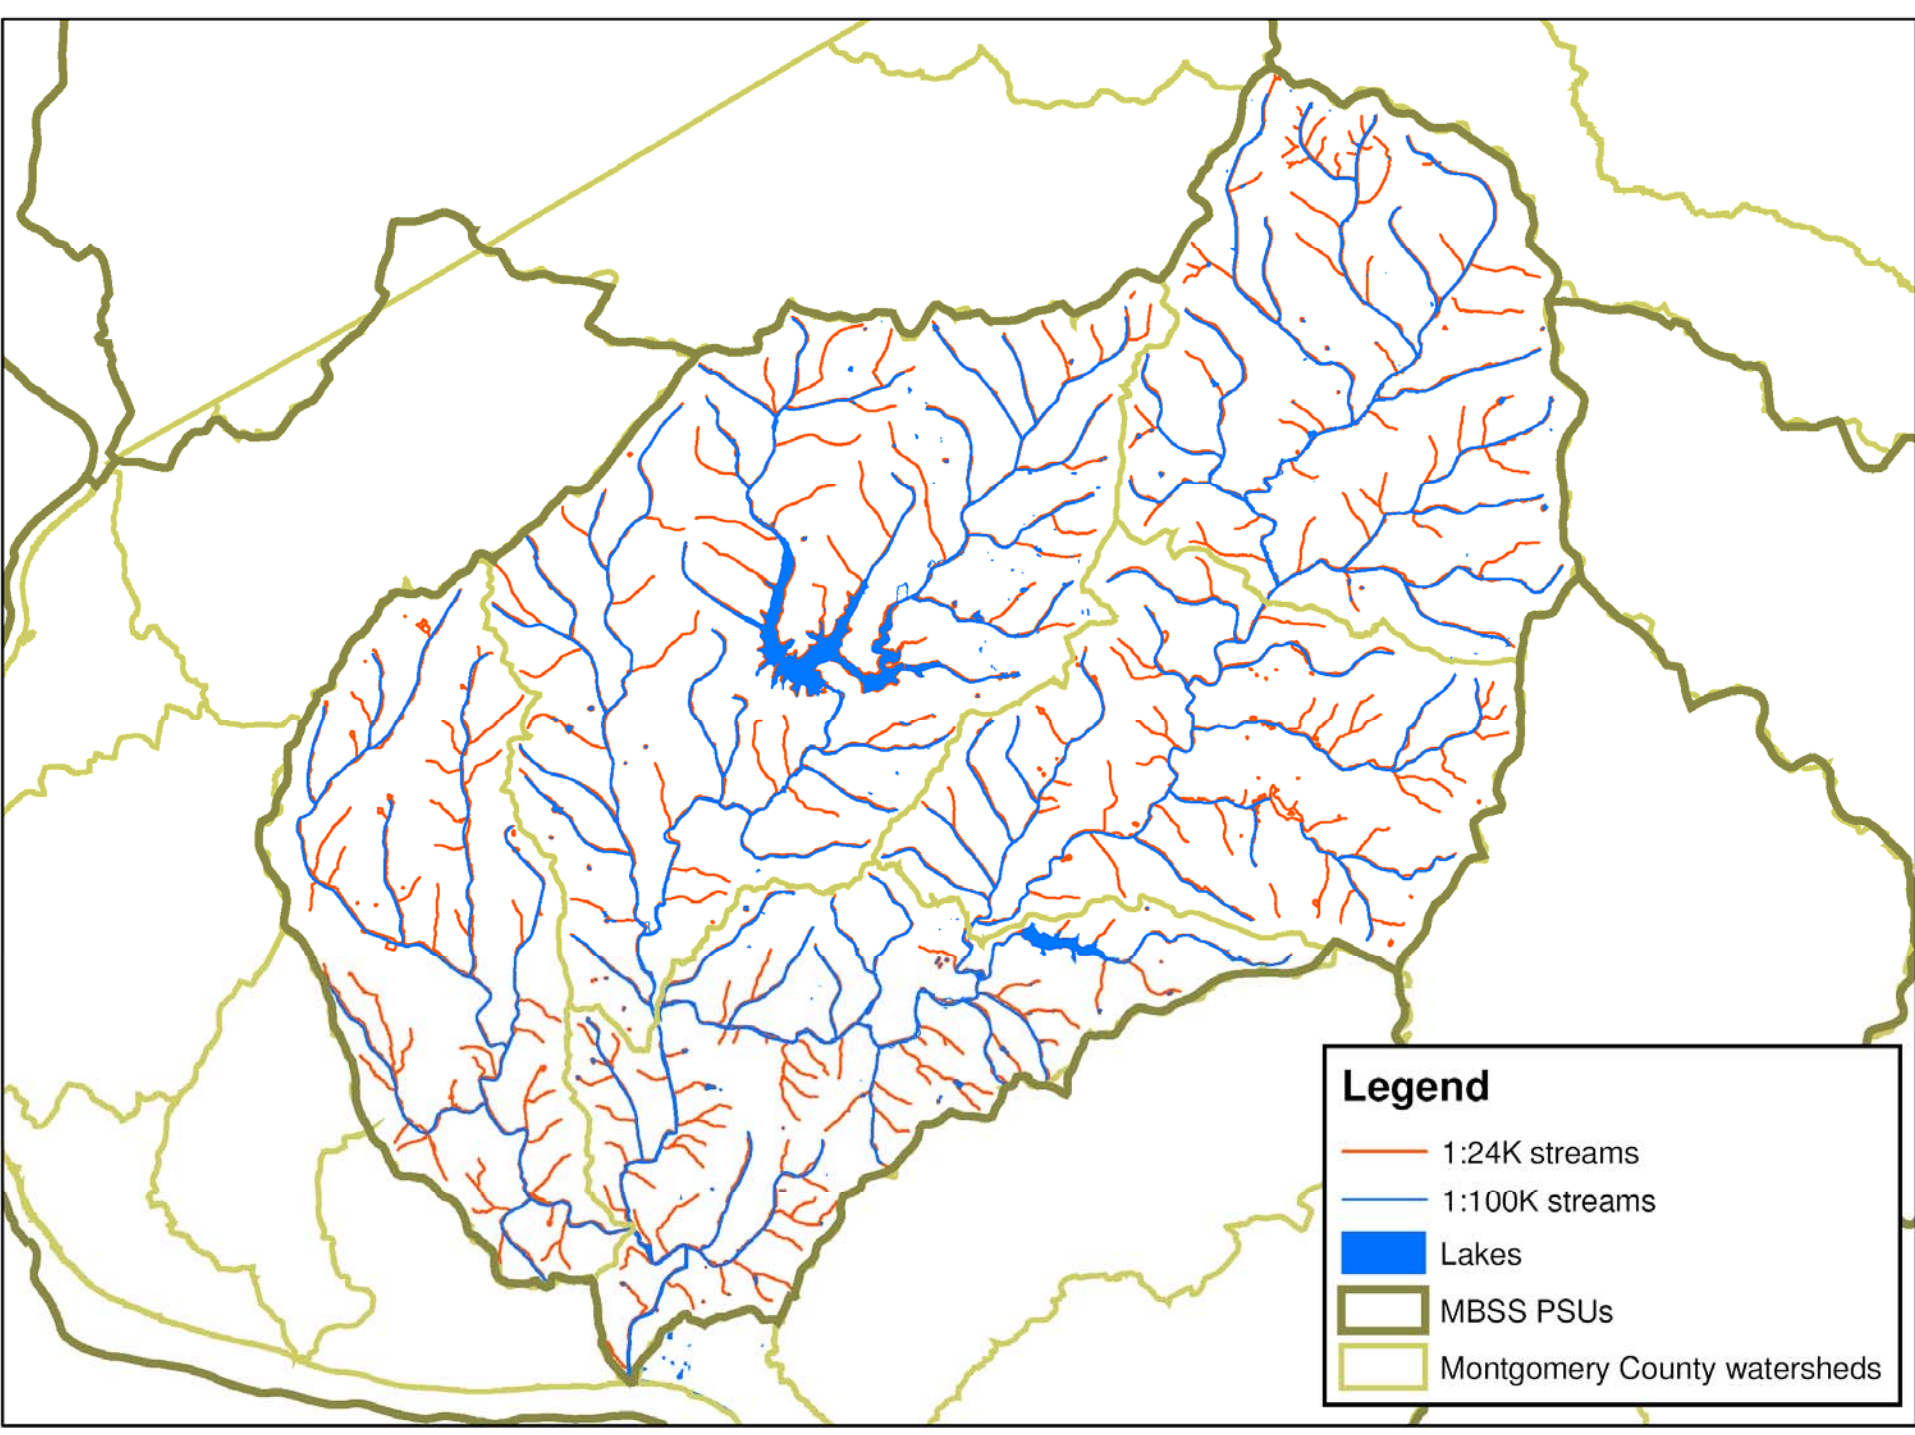 Legend
1:24K streams
1:100K streams
Lakes
MBSS PSUs
Montgomery County watersheds